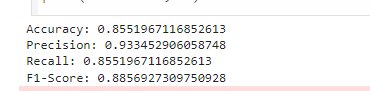 Accuracy: 0.8551967116852613
Precision: 0.933452906058748
Recall: 0.8551967116852613
F1-Score: 0.8856927309750928